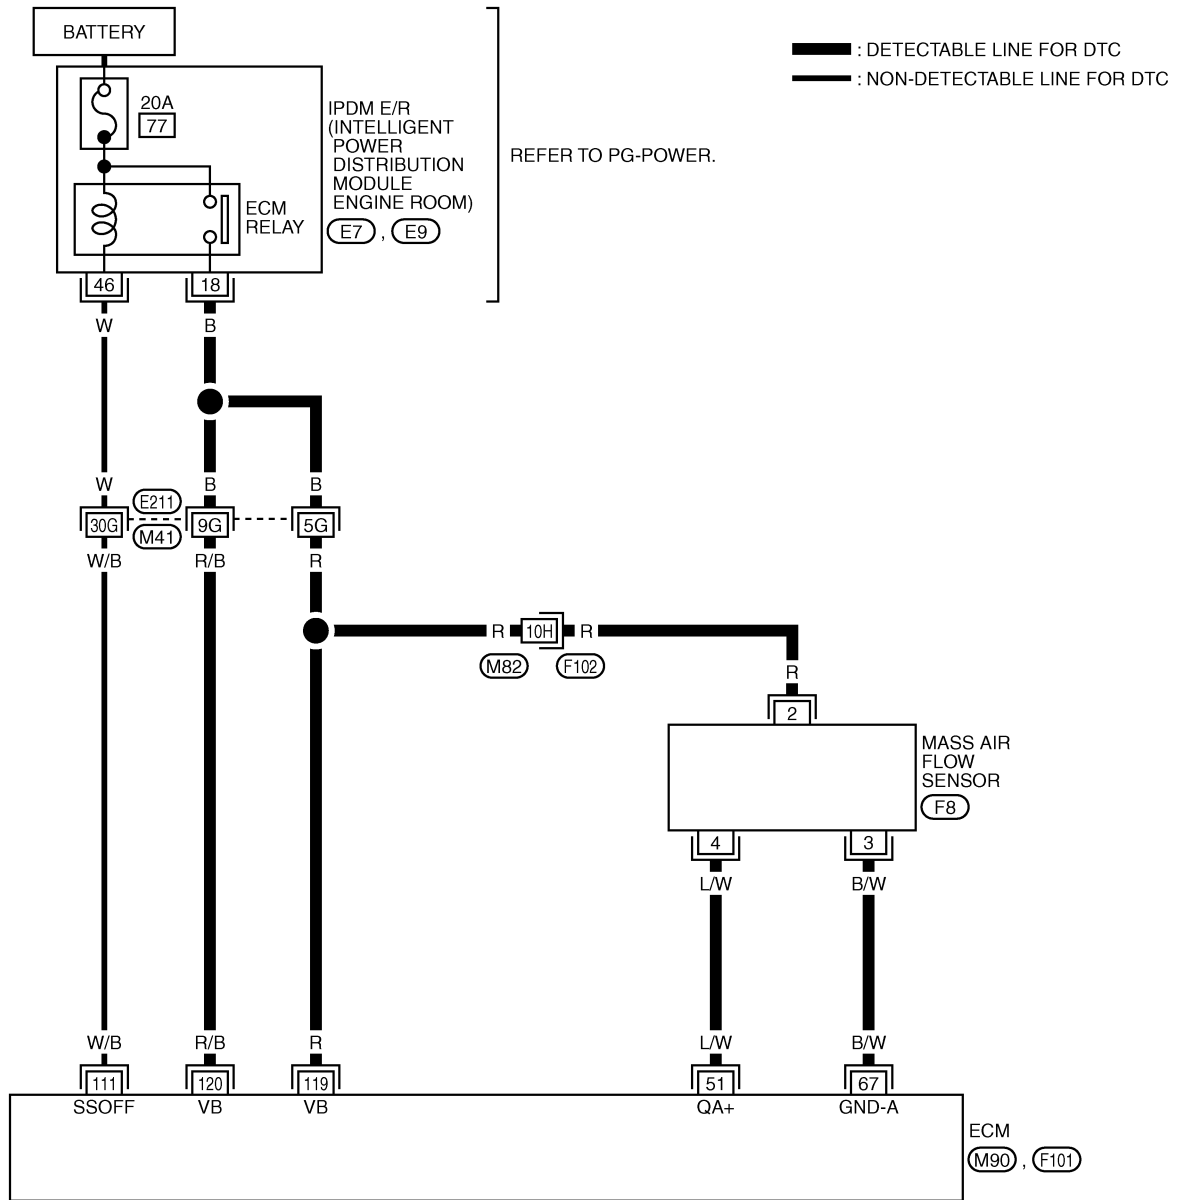 BATTERY
: DETECTABLE LINE FOR DTC
: NON-DETECTABLE LINE FOR DTC
20A
77
IPDM E/R
(INTELLIGENT
POWER
DISTRIBUTION
MODULE
ENGINE ROOM)
E7 , E9
REFER TO PG-POWER.
ECM
RELAY
46 18
W B
W B B
E211
30G 9G 5G
M41
W/B R/B R
R 10H R
M82 F102
R
2
MASS AIR
FLOW
SENSOR
F8
4 3
L/W B/W
W/B R/B R L/W B/W
111 120 119 51 67
SSOFF VB VB QA+ GND-A
ECM
M90 , F101